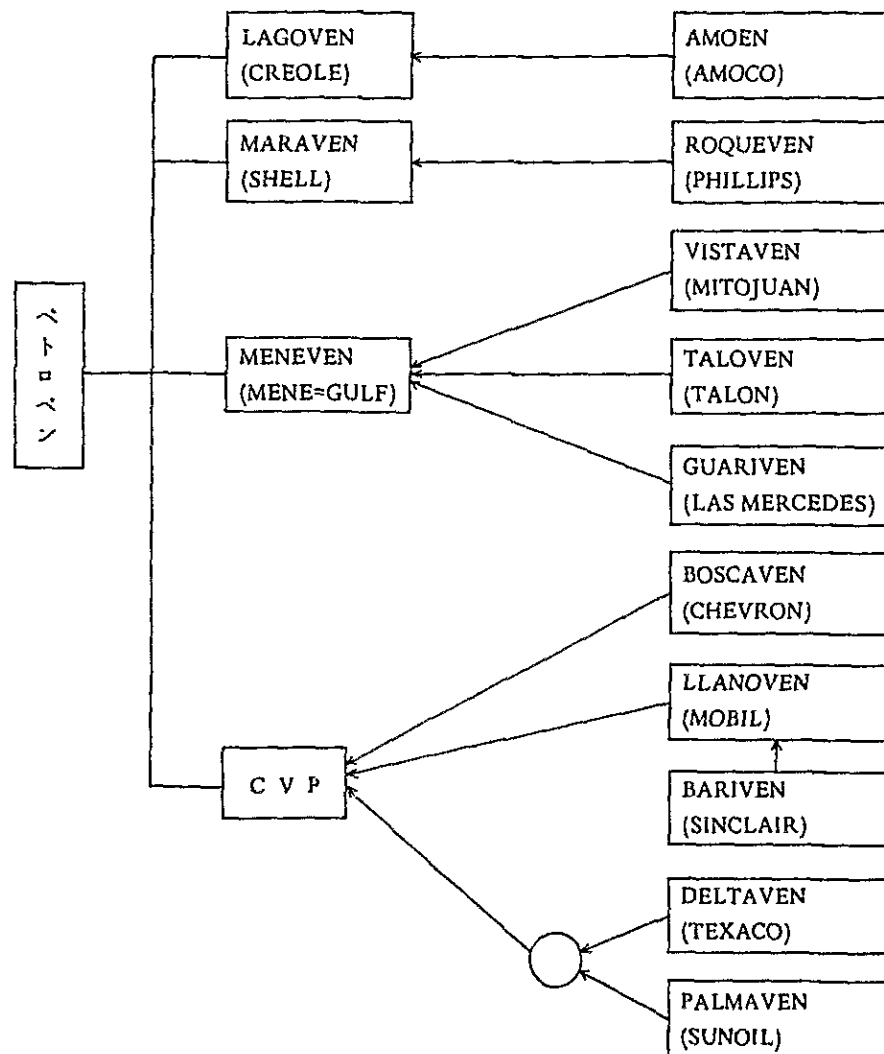 LAGOVEN
(CREOLE)
AMOEN
(AMOCO)
MARAVEN
(SHELL)
ROQUEVEN
(PHILLIPS)
VISTAVEN
(MITOJUAN)
ペトロベン
MENEVEN
(MENE=GULF)
TALOVEN
(TALON)
GUARIVEN
(LAS MERCEDES)
BOSCAVEN
(CHEVRON)
LLANOVEN
(MOBIL)
C V P
BARIVEN
(SINCLAIR)
DELTAVEN
(TEXACO)
PALMAVEN
(SUNOIL)